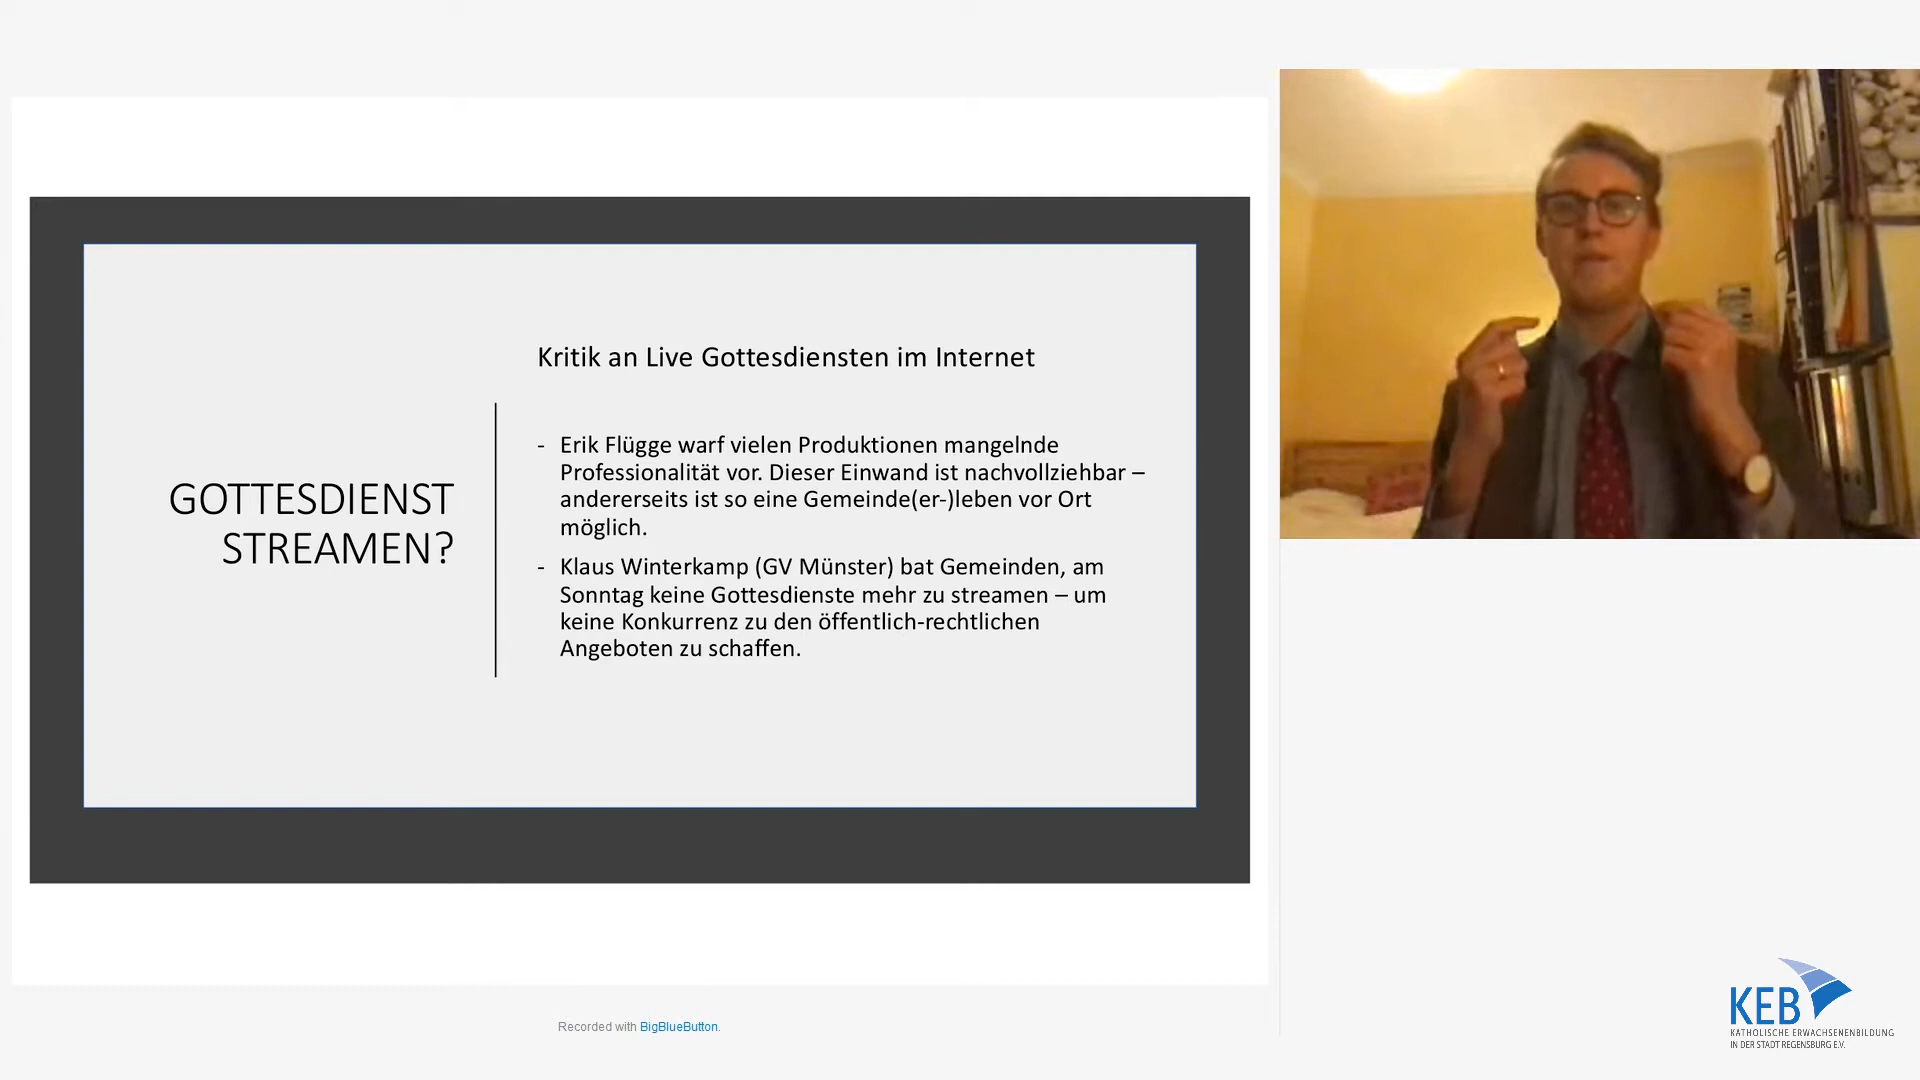 GOTTESDIENST
STREAMEN?
Kritik an Live Gottesdiensten im Internet
- Erik Flügge warf vielen Produktionen mangelnde
Professionalität vor. Dieser Einwand ist nachvollziehbar –
andererseits ist so eine Gemeinde(er-)leben vor Ort
möglich.
- Klaus Winterkamp (GV Münster) bat Gemeinden, am
Sonntag keine Gottesdienste mehr zu streamen – um
keine Konkurrenz zu den öffentlich-rechtlichen
Angeboten zu schaffen.
Recorded with BigBlueButton.
KEB
KATHOLISCHE ERWACHSENENBILDUNG
IN DER STADT REGENSBURG E.V.